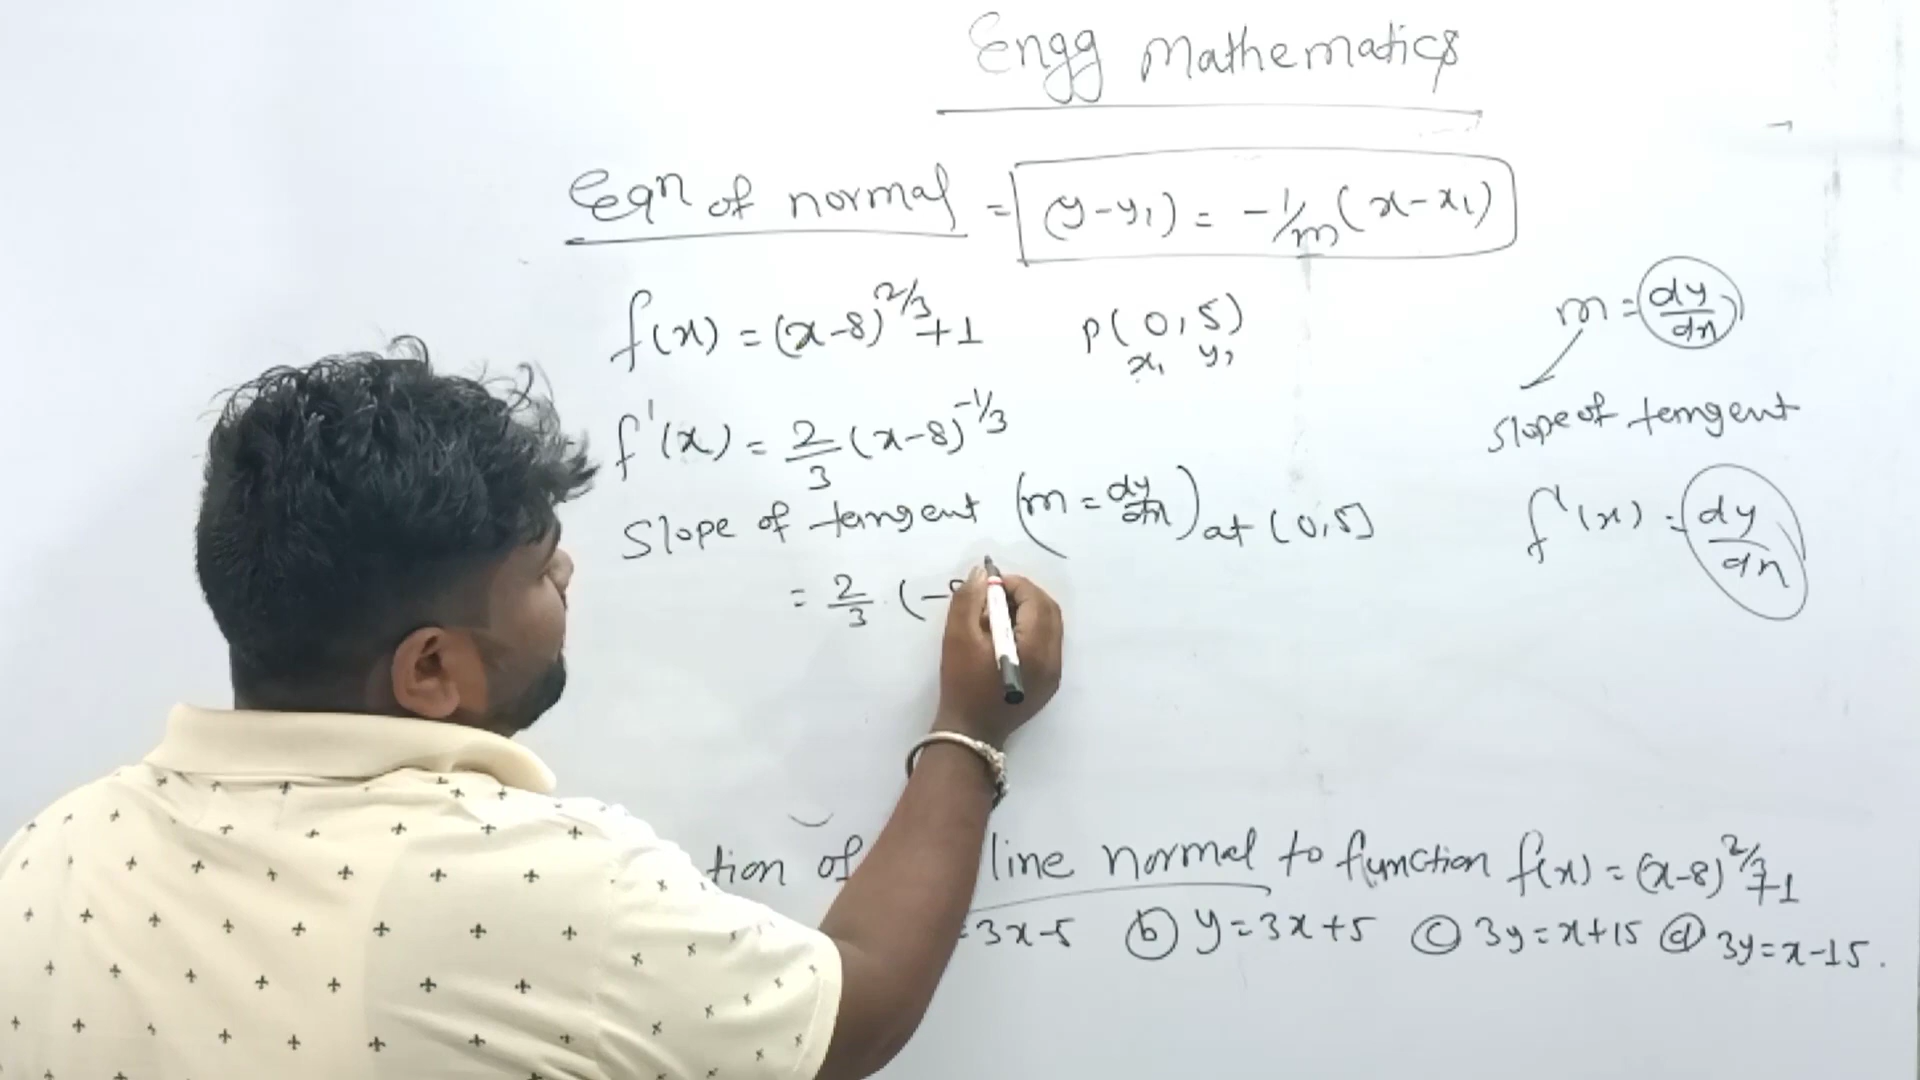 Engg Mathematics
Eqn of normal = (y-y₁) = -1/m (x-x₁)
f(x) = (x-8)^2/3 +1
P(0,5)
x₁ y₁
m = dy/dx
slope of tangent
f'(x) = 2/3 (x-8)^-1/3
f'(x) = dy/dx
Slope of tangent (m = dy/dx) at (0,5)
= 2/3 (-8
tion of line normal to function f(x) = (x-8)^2/3 +1
=3x-5 ⓑ y=3x+5 ⓒ 3y=x+15 ⓓ 3y=x-15.